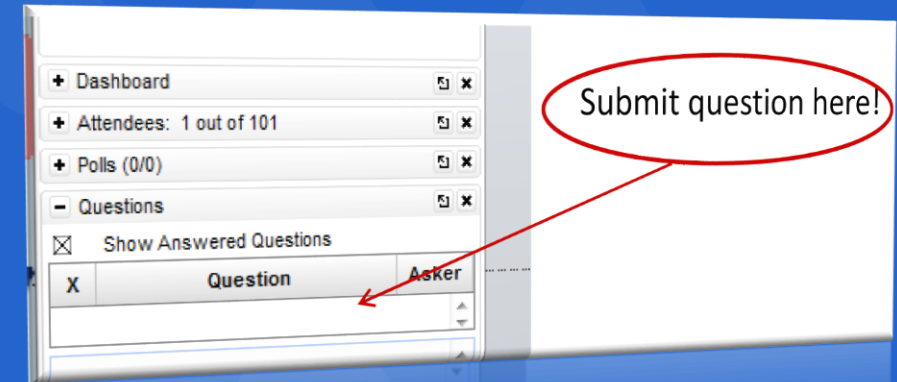 Dashboard
Attendees: 1 out of 101
Polls (0/0)
Questions
Show Answered Questions
X Question Asker
Submit question here!